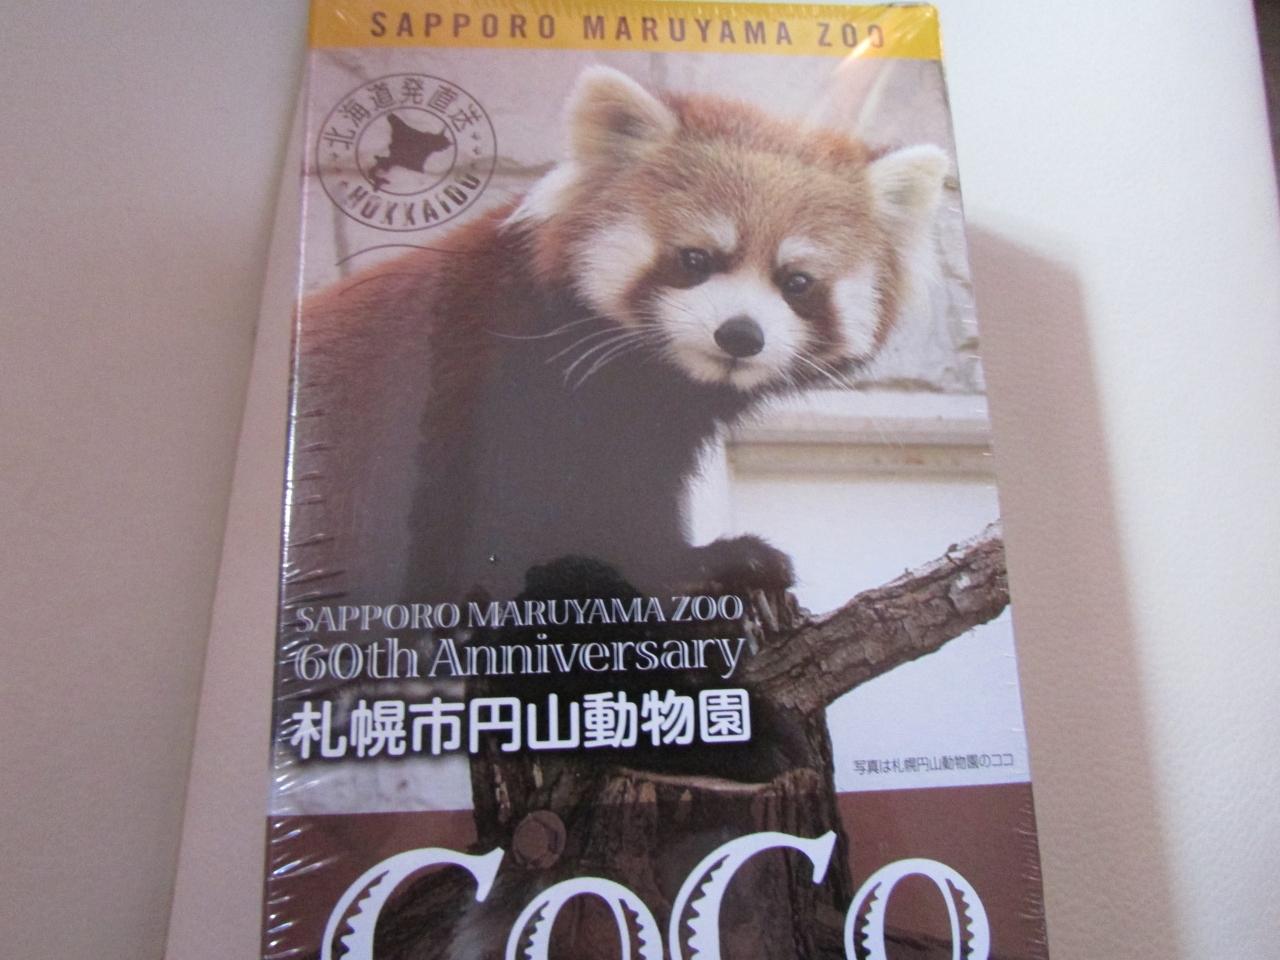 SAPPORO MARUYAMA ZOO
北海道発直送
HOKKAIDO
SAPPORO MARUYAMA ZOO
60th Anniversary
札幌市円山動物園
写真は札幌円山動物園のココ
CoCo